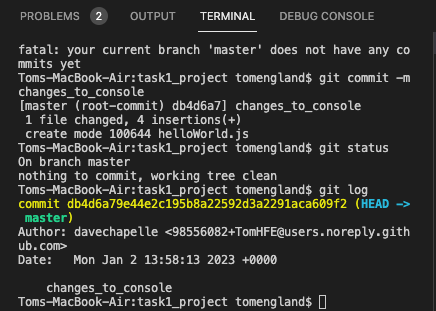 PROBLEMS 2 OUTPUT TERMINAL DEBUG CONSOLE
fatal: your current branch 'master' does not have any co
mmits yet
Toms-MacBook-Air:task1_project tomengland$ git commit -m
changes_to_console
[master (root-commit) db4d6a7] changes_to_console
 1 file changed, 4 insertions(+)
 create mode 100644 helloWorld.js
Toms-MacBook-Air:task1_project tomengland$ git status
On branch master
nothing to commit, working tree clean
Toms-MacBook-Air:task1_project tomengland$ git log
commit db4d6a79e44e2c195b8a22592d3a2291aca609f2 (HEAD ->
 master)
Author: davechapelle <98556082+TomHFE@users.noreply.gith
ub.com>
Date:   Mon Jan 2 13:58:13 2023 +0000
    changes_to_console
Toms-MacBook-Air:task1_project tomengland$